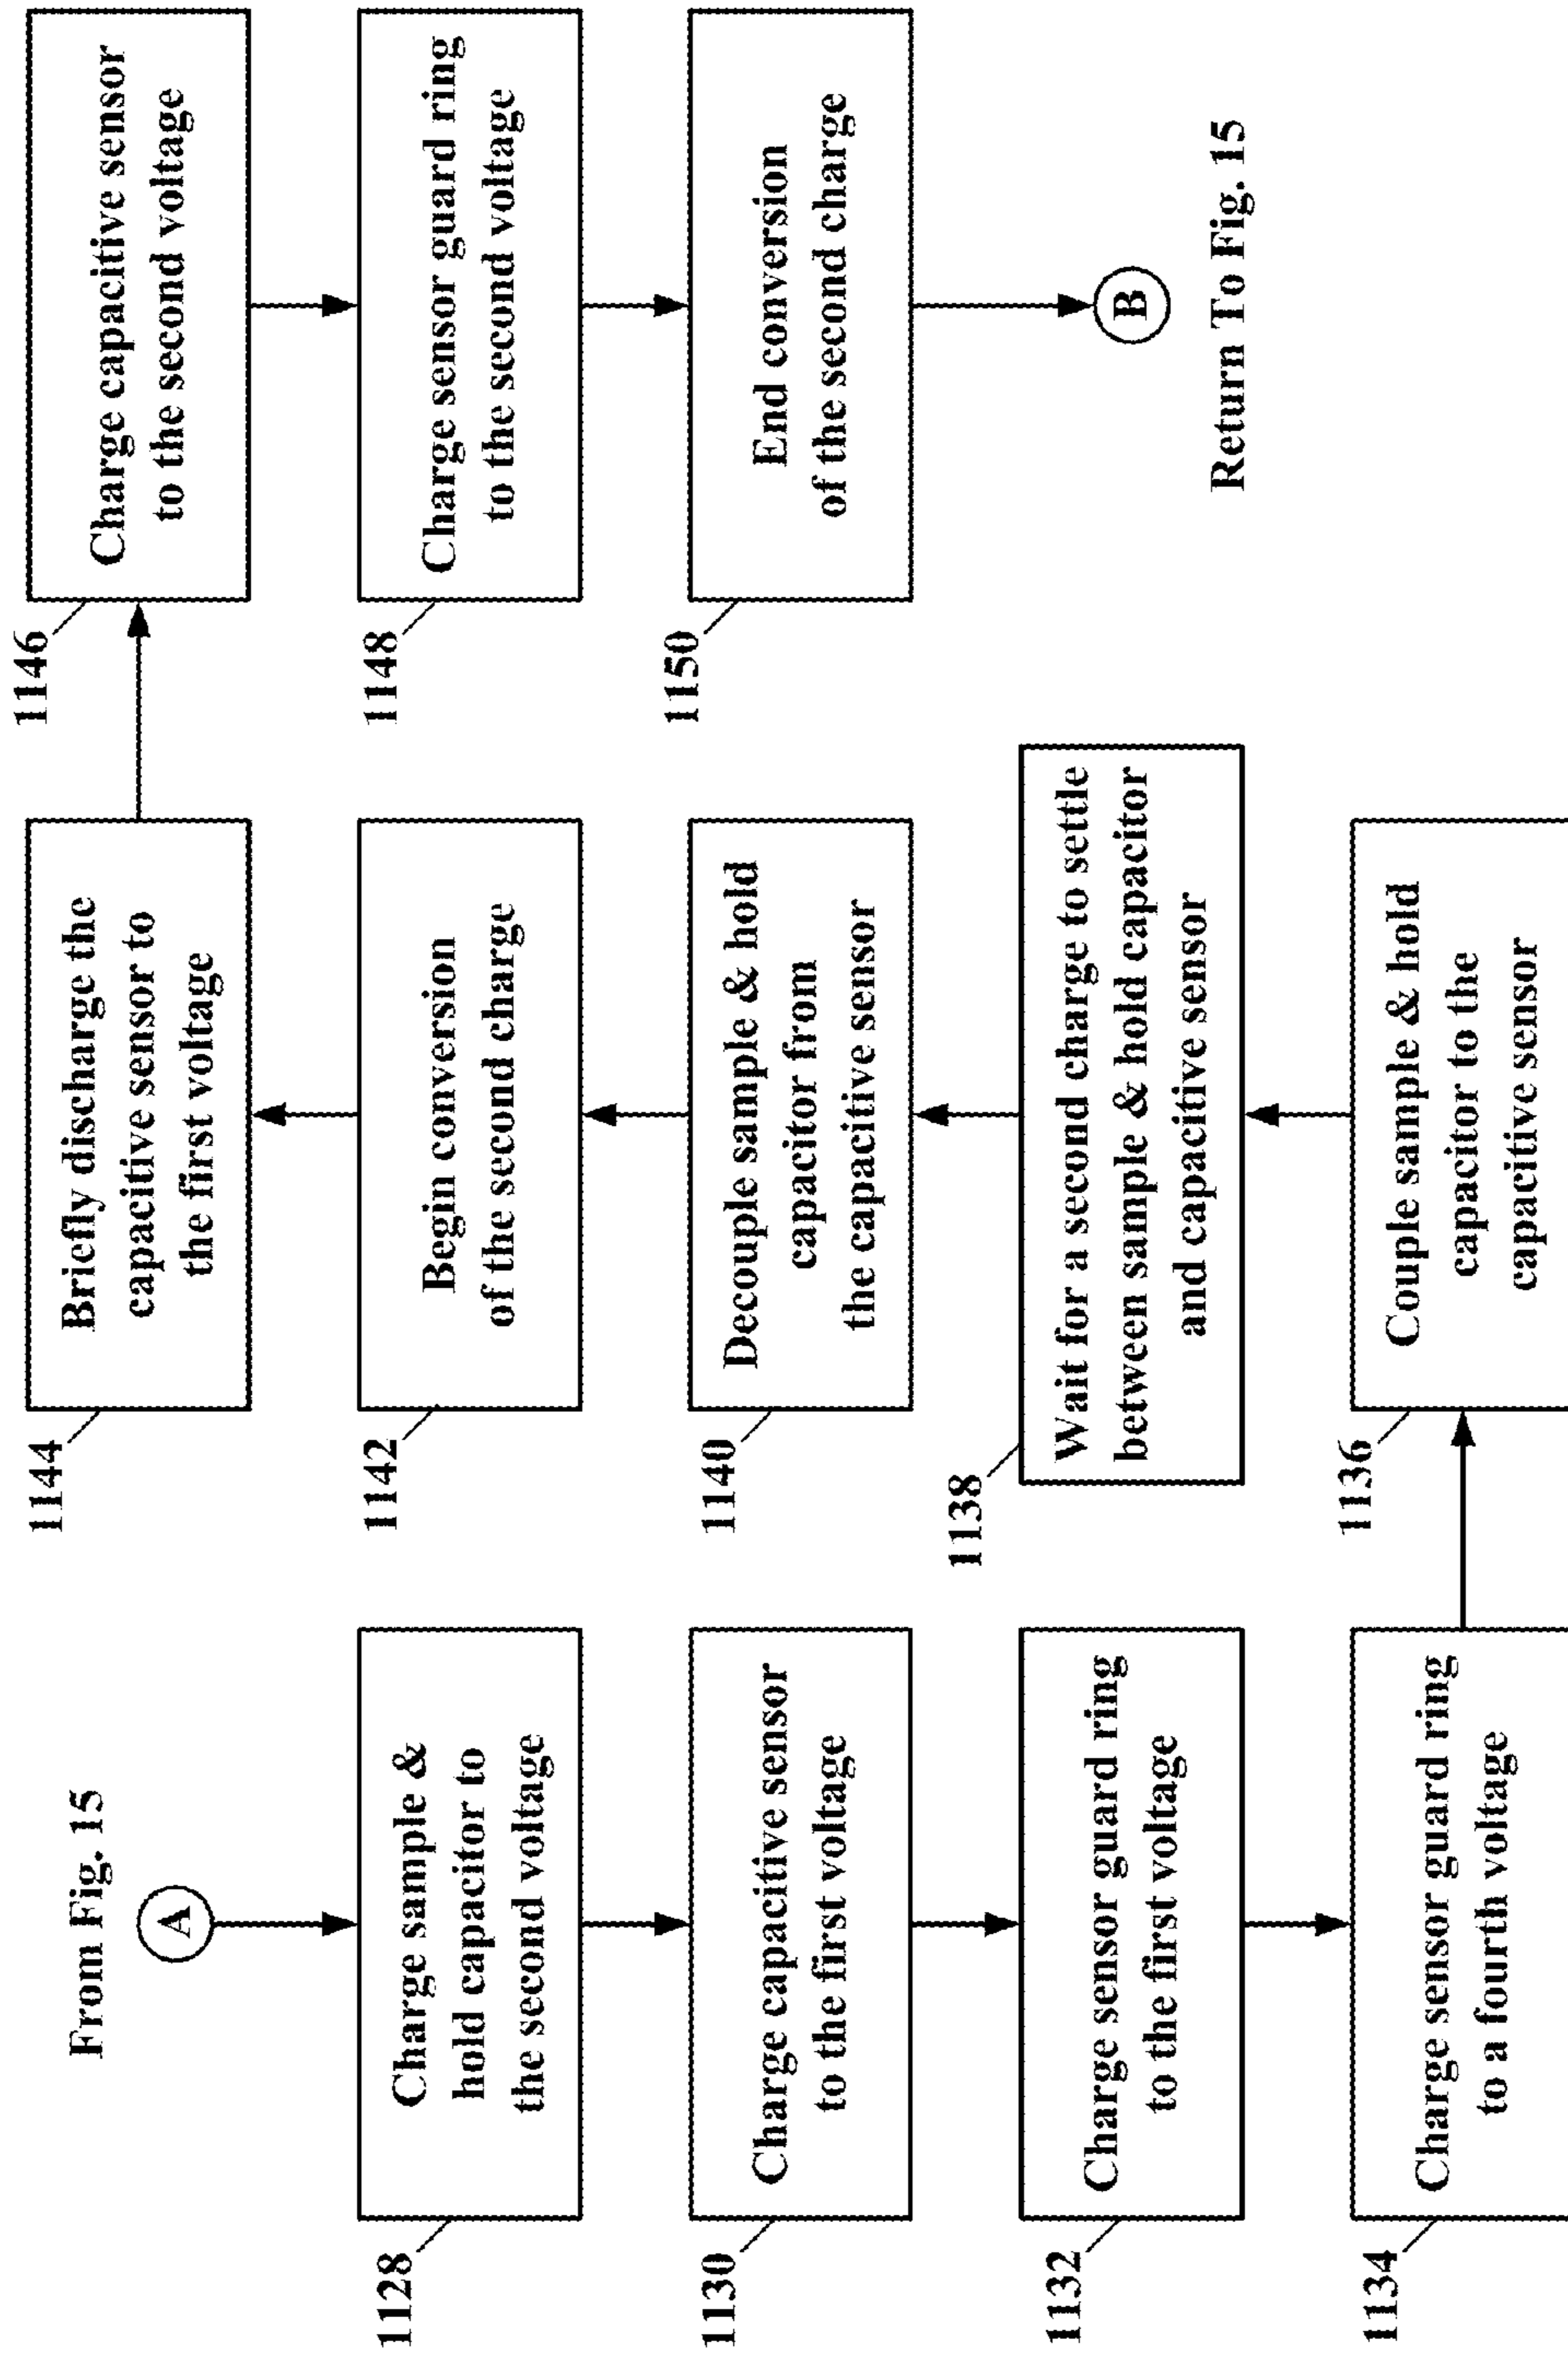 From Fig. 15
A
1128
Charge sample &
hold capacitor to
the second voltage
1130
Charge capacitive sensor
to the first voltage
1132
Charge sensor guard ring
to the first voltage
1134
Charge sensor guard ring
to a fourth voltage
1136
Couple sample & hold
capacitor to the
capacitive sensor
1138
Wait for a second charge to settle
between sample & hold capacitor
and capacitive sensor
1140
Decouple sample & hold
capacitor from
the capacitive sensor
1142
Begin conversion
of the second charge
1144
Briefly discharge the
capacitive sensor to
the first voltage
1146
Charge capacitive sensor
to the second voltage
1148
Charge sensor guard ring
to the second voltage
1150
End conversion
of the second charge
B
Return To Fig. 15